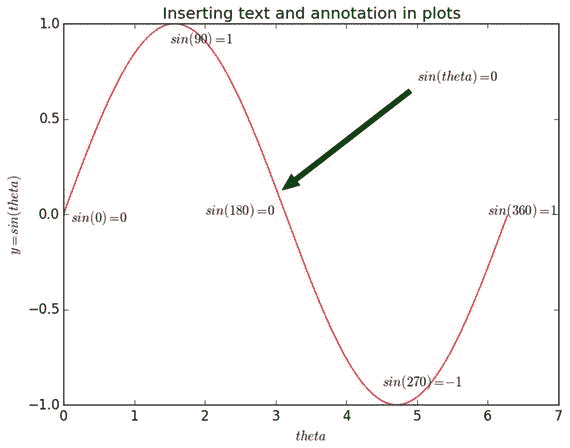 Inserting text and annotation in plots
1.0
sin(90)=1
sin(theta)=0
0.5
y=sin(theta)
0.0
sin(0)=0
sin(180)=0
sin(360)=1
−0.5
sin(270)=−1
−1.0
0 1 2 3 4 5 6 7
theta